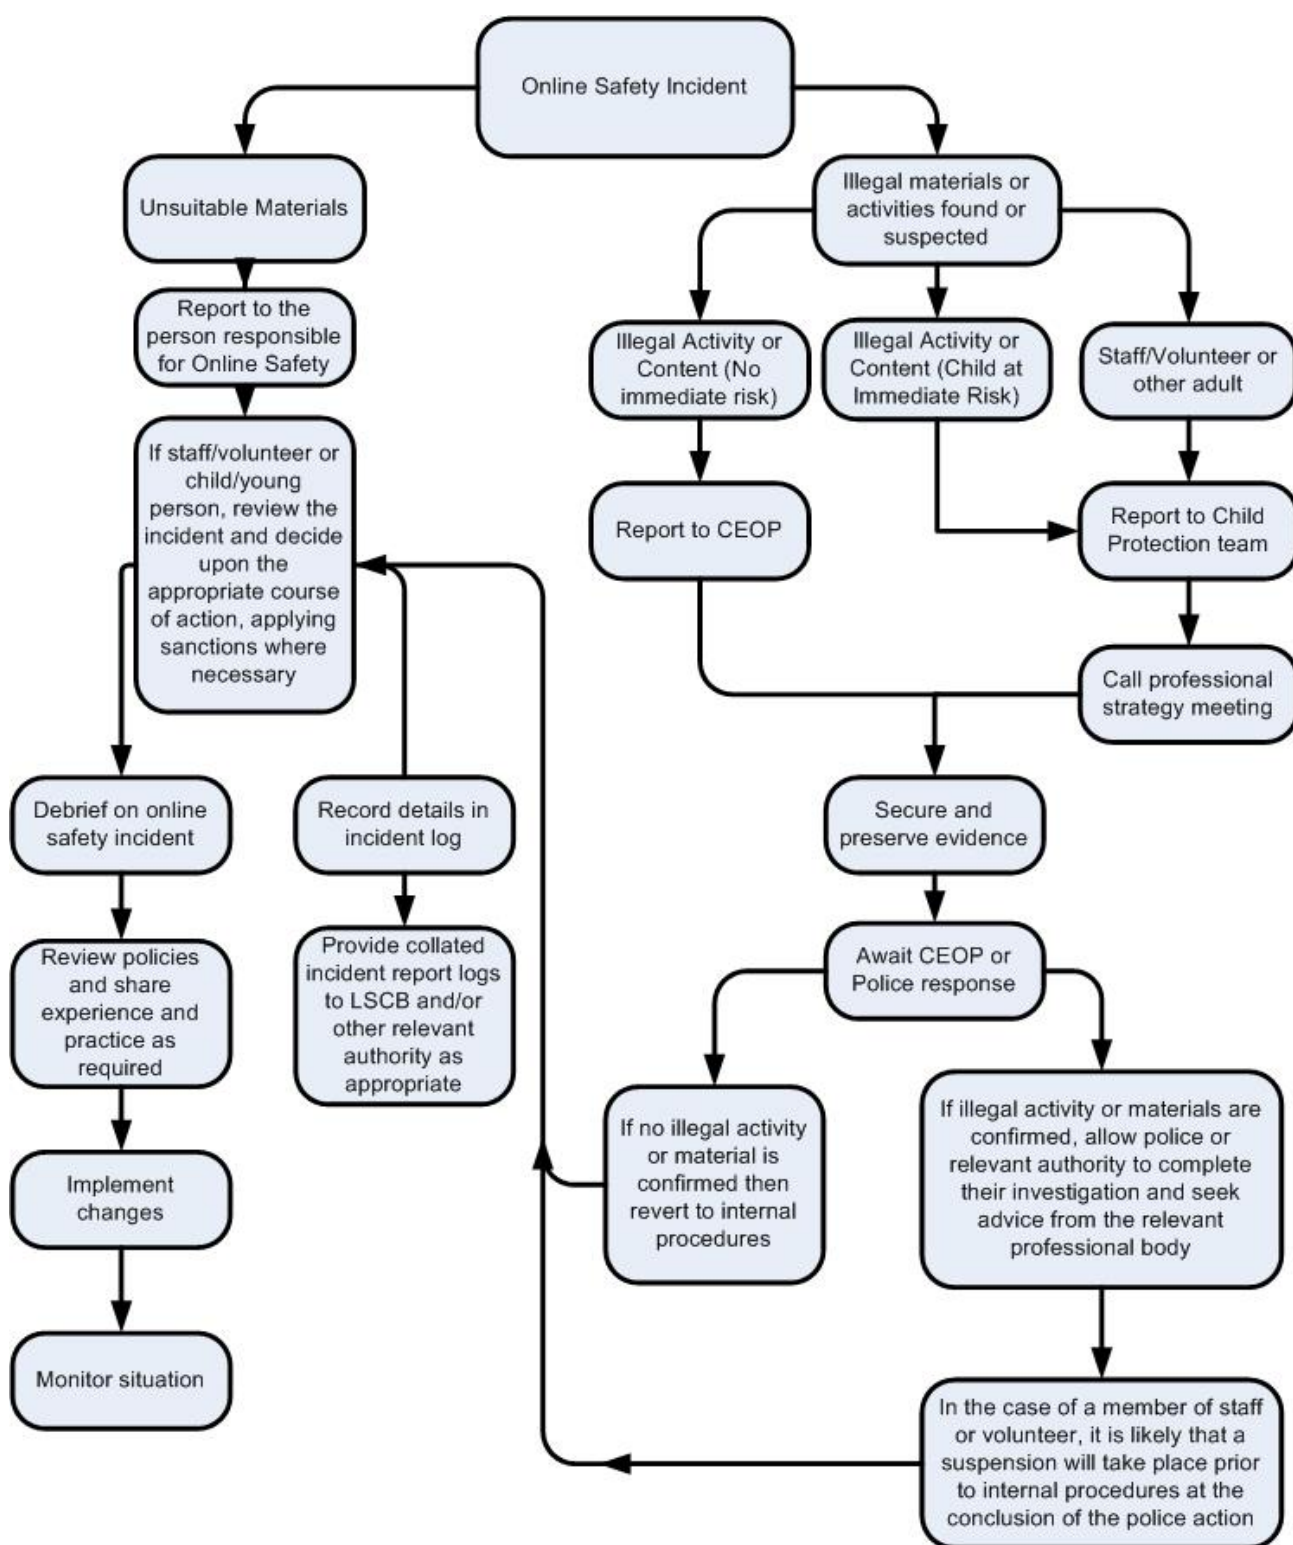 Online Safety Incident
Unsuitable Materials
Illegal materials or
activities found or
suspected
Report to the
person responsible
for Online Safety
Illegal Activity or
Content (No
immediate risk)
Illegal Activity or
Content (Child at
Immediate Risk)
Staff/Volunteer or
other adult
If staff/volunteer or
child/young
person, review the
incident and decide
upon the
appropriate course
of action, applying
sanctions where
necessary
Report to CEOP
Report to Child
Protection team
Call professional
strategy meeting
Debrief on online
safety incident
Record details in
incident log
Secure and
preserve evidence
Review policies
and share
experience and
practice as
required
Provide collated
incident report logs
to LSCB and/or
other relevant
authority as
appropriate
Await CEOP or
Police response
If no illegal activity
or material is
confirmed then
revert to internal
procedures
If illegal activity or materials are
confirmed, allow police or
relevant authority to complete
their investigation and seek
advice from the relevant
professional body
Implement
changes
Monitor situation
In the case of a member of staff
or volunteer, it is likely that a
suspension will take place prior
to internal procedures at the
conclusion of the police action